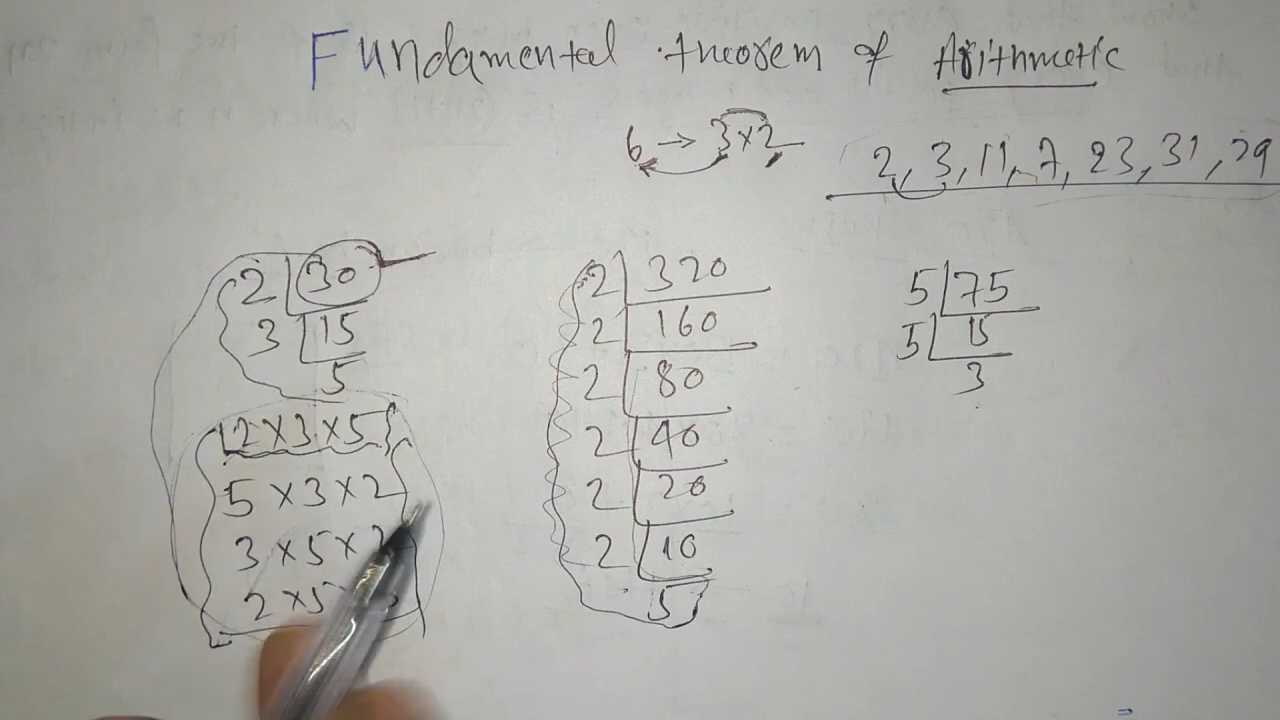 Fundamental theorem of Arithmetic
6 → 3×2
2, 3, 11, 7, 23, 31, 29
2 | 30
3 | 15
5
2×3×5
5×3×2
3×5×2
2×5
2 | 320
2 | 160
2 | 80
2 | 40
2 | 20
2 | 10
5
5 | 75
5 | 15
3